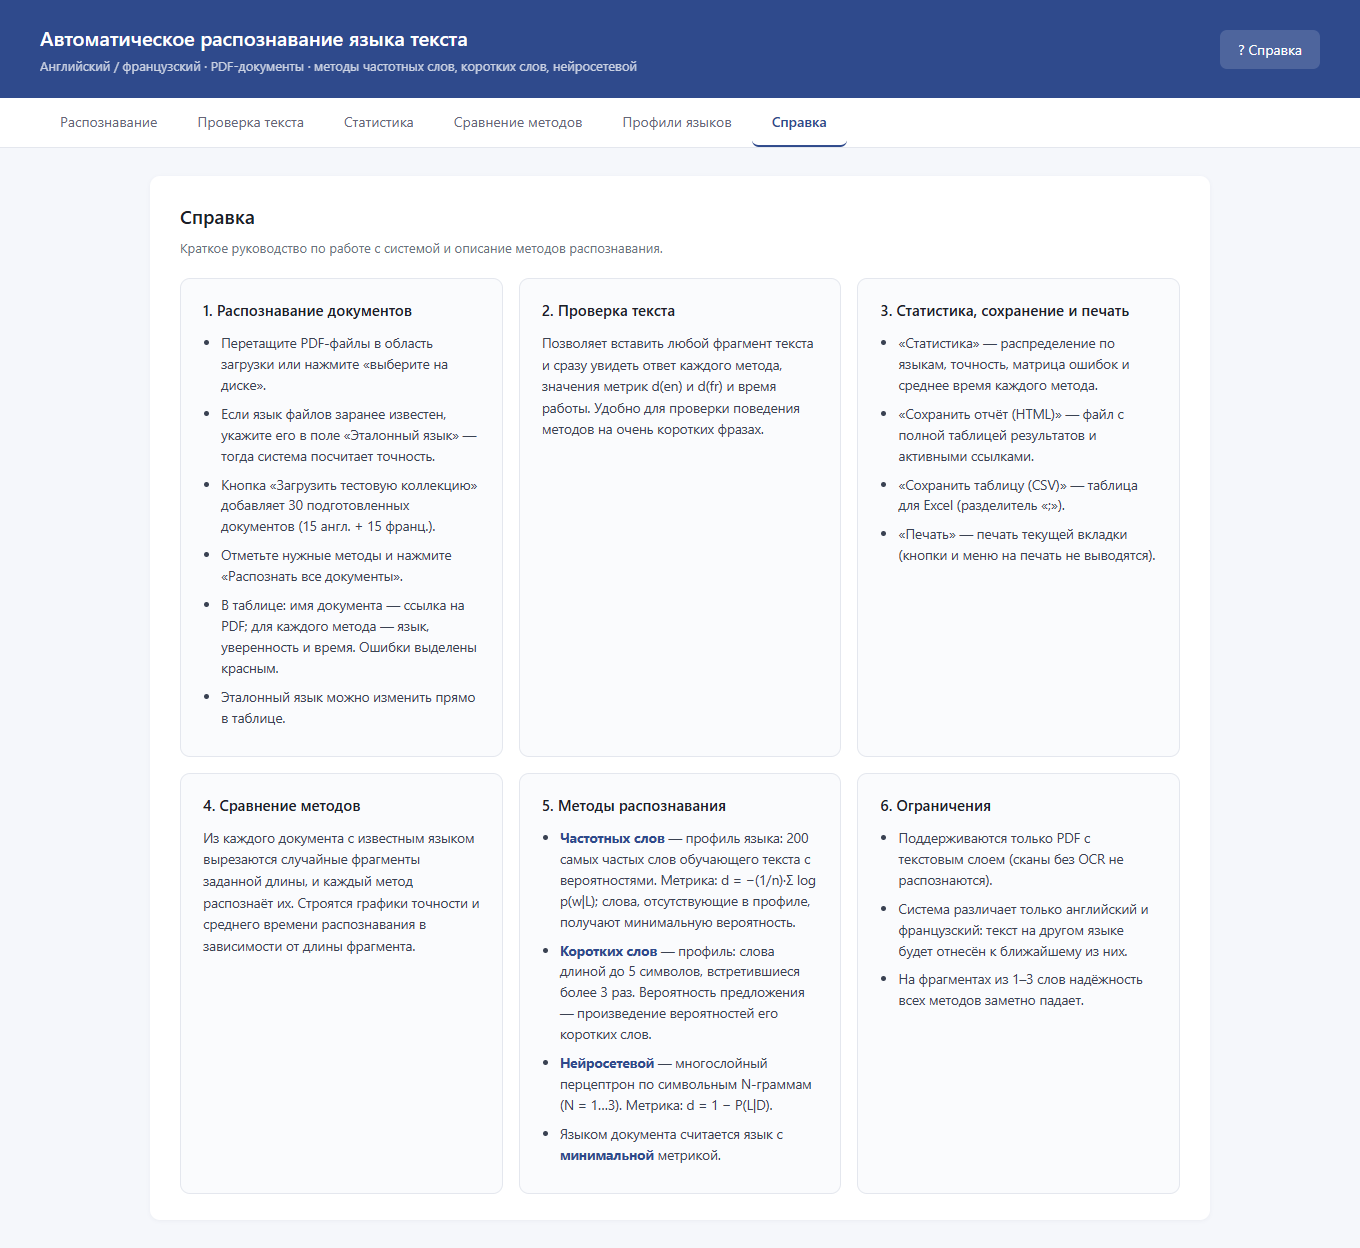 Автоматическое распознавание языка текста
Английский / французский · PDF-документы · методы частотных слов, коротких слов, нейросетевой
? Справка
Распознавание
Проверка текста
Статистика
Сравнение методов
Профили языков
Справка
Справка
Краткое руководство по работе с системой и описание методов распознавания.
1. Распознавание документов
• Перетащите PDF-файлы в область
загрузки или нажмите «выберите на
диске».
• Если язык файлов заранее известен,
укажите его в поле «Эталонный язык» —
тогда система посчитает точность.
• Кнопка «Загрузить тестовую коллекцию»
добавляет 30 подготовленных
документов (15 англ. + 15 франц.).
• Отметьте нужные методы и нажмите
«Распознать все документы».
• В таблице: имя документа — ссылка на
PDF; для каждого метода — язык,
уверенность и время. Ошибки выделены
красным.
• Эталонный язык можно изменить прямо
в таблице.
2. Проверка текста
Позволяет вставить любой фрагмент текста
и сразу увидеть ответ каждого метода,
значения метрик d(en) и d(fr) и время
работы. Удобно для проверки поведения
методов на очень коротких фразах.
3. Статистика, сохранение и печать
• «Статистика» — распределение по
языкам, точность, матрица ошибок и
среднее время каждого метода.
• «Сохранить отчёт (HTML)» — файл с
полной таблицей результатов и
активными ссылками.
• «Сохранить таблицу (CSV)» — таблица
для Excel (разделитель «;»).
• «Печать» — печать текущей вкладки
(кнопки и меню на печать не выводятся).
4. Сравнение методов
Из каждого документа с известным языком
вырезаются случайные фрагменты
заданной длины, и каждый метод
распознаёт их. Строятся графики точности и
среднего времени распознавания в
зависимости от длины фрагмента.
5. Методы распознавания
• Частотных слов — профиль языка: 200
самых частых слов обучающего текста с
вероятностями. Метрика: d = −(1/n)·Σ log
p(w|L); слова, отсутствующие в профиле,
получают минимальную вероятность.
• Коротких слов — профиль: слова
длиной до 5 символов, встретившиеся
более 3 раз. Вероятность предложения
— произведение вероятностей его
коротких слов.
• Нейросетевой — многослойный
перцептрон по символьным N-граммам
(N = 1…3). Метрика: d = 1 − P(L|D).
• Языком документа считается язык с
минимальной метрикой.
6. Ограничения
• Поддерживаются только PDF с
текстовым слоем (сканы без OCR не
распознаются).
• Система различает только английский и
французский: текст на другом языке
будет отнесён к ближайшему из них.
• На фрагментах из 1–3 слов надёжность
всех методов заметно падает.